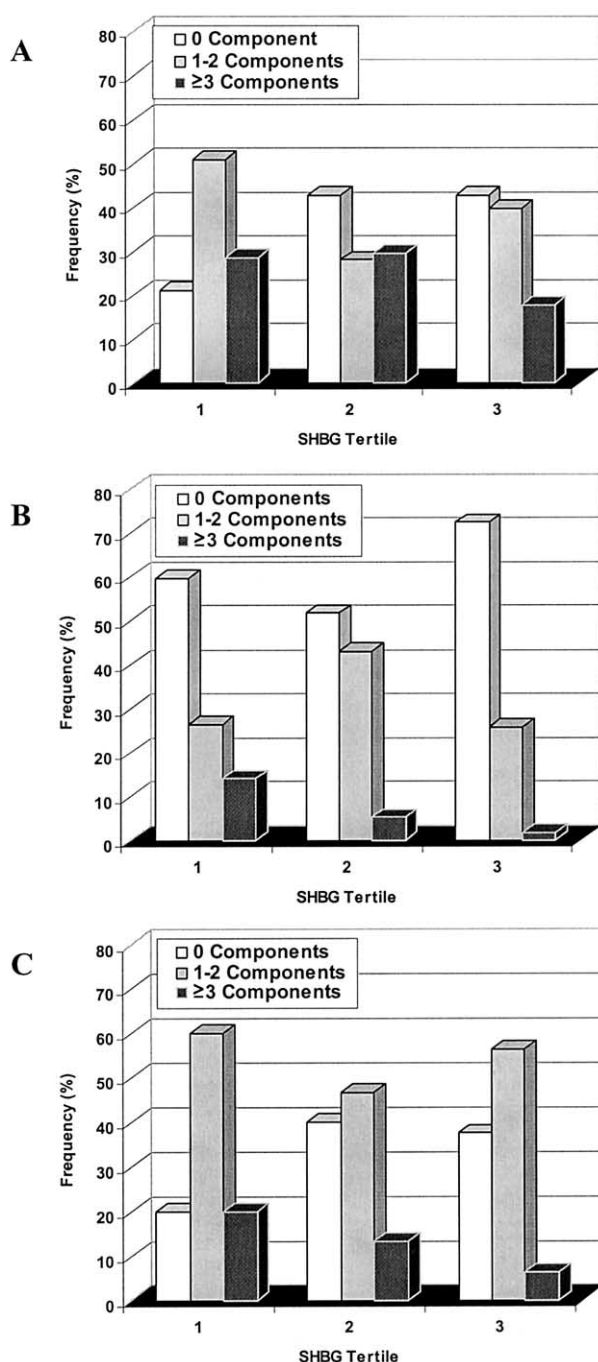 A
0 Component
1-2 Components
≥3 Components
80
70
60
50
40
30
20
10
0
Frequency (%)
1 2 3
SHBG Tertile
B
0 Components
1-2 Components
≥3 Components
80
70
60
50
40
30
20
10
0
Frequency (%)
1 2 3
SHBG Tertile
C
0 Components
1-2 Components
≥3 Components
80
70
60
50
40
30
20
10
0
Frequency (%)
1 2 3
SHBG Tertile